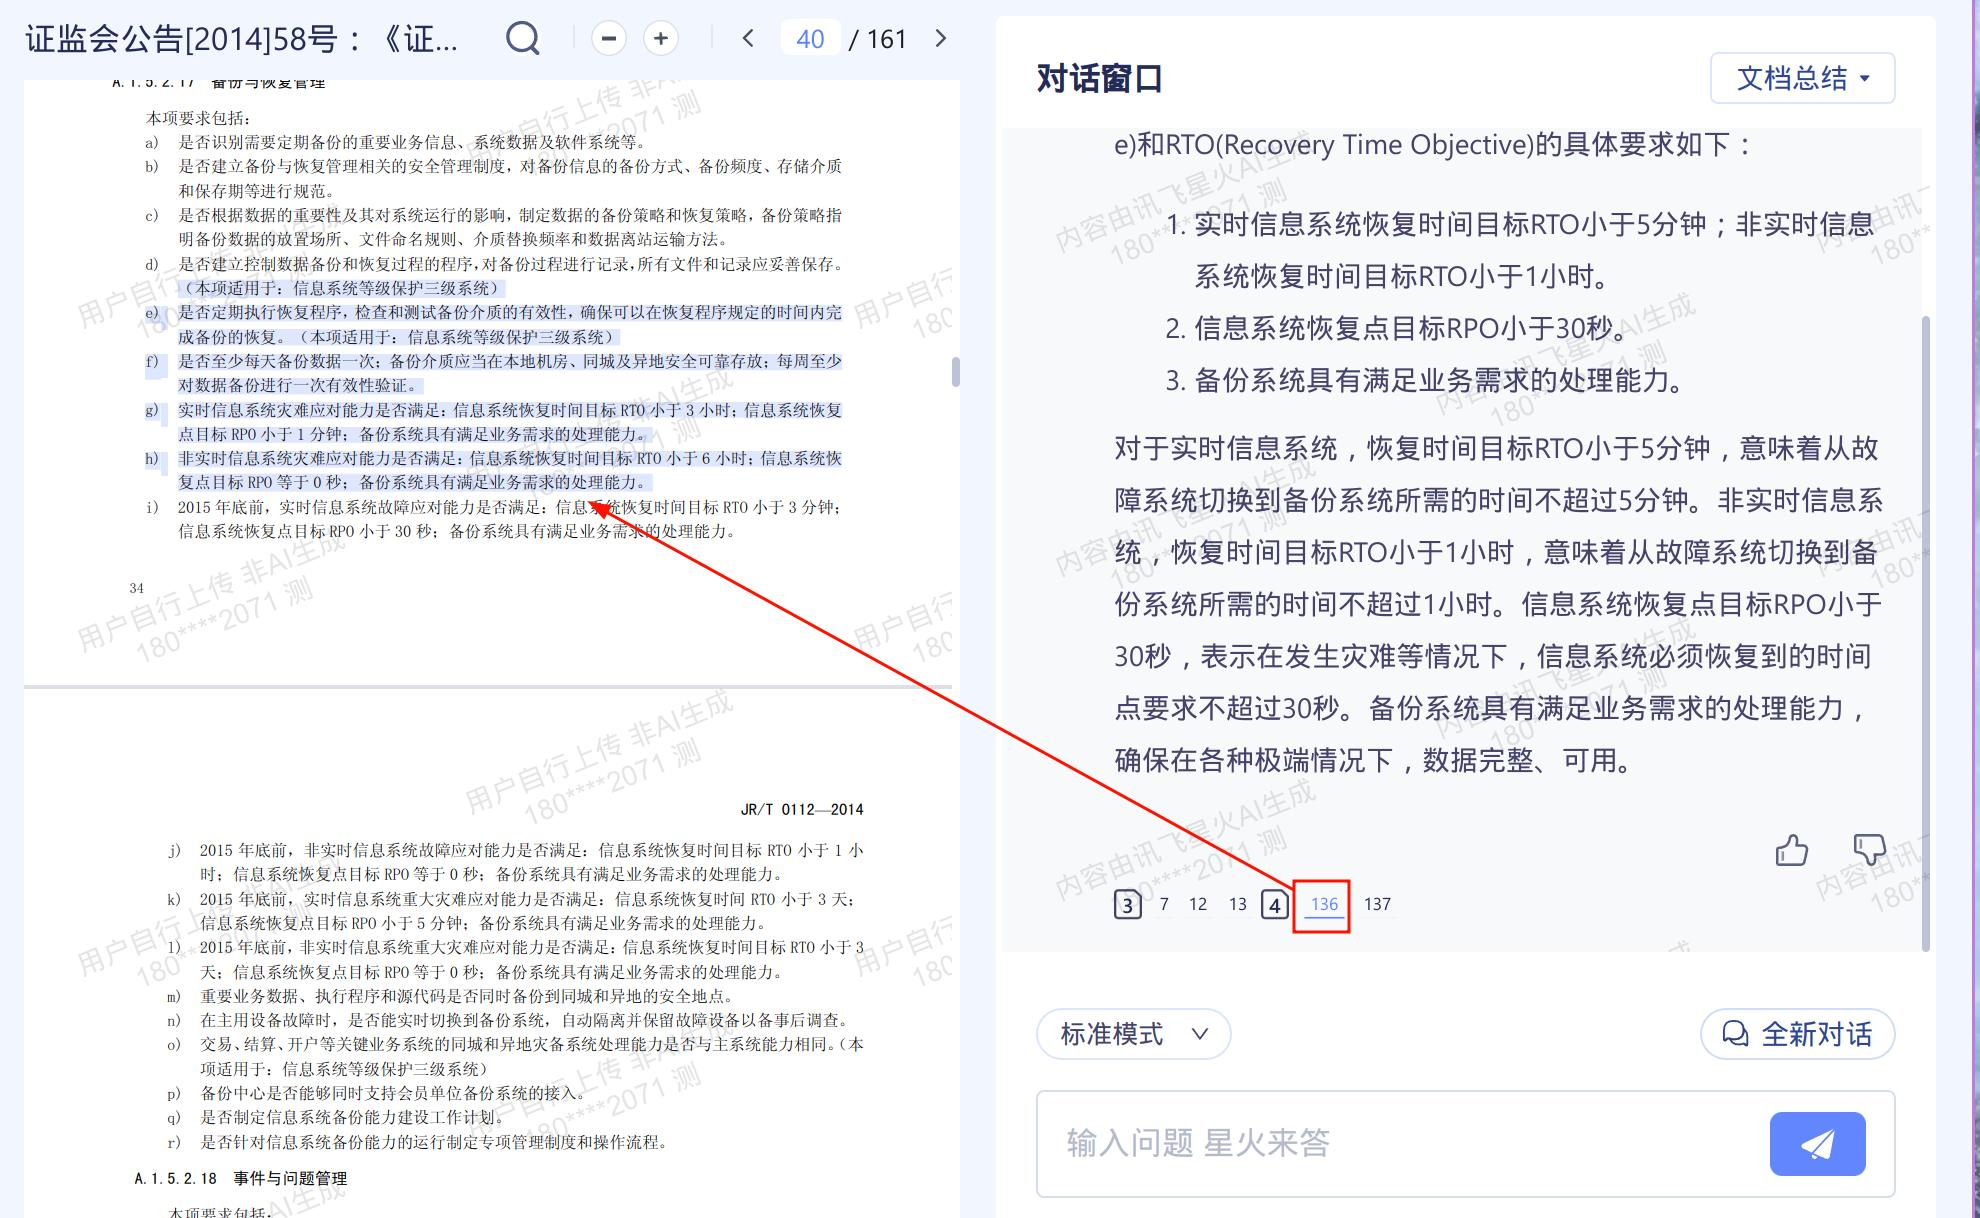 证监会公告[2014]58号：《证...
40 / 161
A.1.5.2.17 备份与恢复管理
本项要求包括：
a) 是否识别需要定期备份的重要业务信息、系统数据及软件系统等。
b) 是否建立备份与恢复管理相关的安全管理制度，对备份信息的备份方式、备份频度、存储介质
和保存期等进行规范。
c) 是否根据数据的重要性及其对系统运行的影响，制定数据的备份策略和恢复策略，备份策略指
明备份数据的放置场所、文件命名规则、介质替换频率和数据离站运输方法。
d) 是否建立控制数据备份和恢复过程的程序，对备份过程进行记录，所有文件和记录应妥善保存。
（本项适用于：信息系统等级保护三级系统）
e) 是否定期执行恢复程序，检查和测试备份介质的有效性，确保可以在恢复程序规定的时间内完
成备份的恢复。（本项适用于：信息系统等级保护三级系统）
f) 是否至少每天备份数据一次；备份介质应当在本地机房、同城及异地安全可靠存放；每周至少
对数据备份进行一次有效性验证。
g) 实时信息系统灾难应对能力是否满足：信息系统恢复时间目标 RTO 小于 3 小时；信息系统恢复
点目标 RPO 小于 1 分钟；备份系统具有满足业务需求的处理能力。
h) 非实时信息系统灾难应对能力是否满足：信息系统恢复时间目标 RTO 小于 6 小时；信息系统恢
复点目标 RPO 等于 0 秒；备份系统具有满足业务需求的处理能力。
i) 2015 年底前，实时信息系统故障应对能力是否满足：信息系统恢复时间目标 RTO 小于 3 分钟；
信息系统恢复点目标 RPO 小于 30 秒；备份系统具有满足业务需求的处理能力。
34
JR/T 0112—2014
j) 2015 年底前，非实时信息系统故障应对能力是否满足：信息系统恢复时间目标 RTO 小于 1 小
时；信息系统恢复点目标 RPO 等于 0 秒；备份系统具有满足业务需求的处理能力。
k) 2015 年底前，实时信息系统重大灾难应对能力是否满足：信息系统恢复时间 RTO 小于 3 天；
信息系统恢复点目标 RPO 小于 5 分钟；备份系统具有满足业务需求的处理能力。
l) 2015 年底前，非实时信息系统重大灾难应对能力是否满足：信息系统恢复时间目标 RTO 小于 3
天；信息系统恢复点目标 RPO 等于 0 秒；备份系统具有满足业务需求的处理能力。
m) 重要业务数据、执行程序和源代码是否同时备份到同城和异地的安全地点。
n) 在主用设备故障时，是否能实时切换到备份系统，自动隔离并保留故障设备以备事后调查。
o) 交易、结算、开户等关键业务系统的同城和异地灾备系统处理能力是否与主系统能力相同。（本
项适用于：信息系统等级保护三级系统）
p) 备份中心是否能够同时支持会员单位备份系统的接入。
q) 是否制定信息系统备份能力建设工作计划。
r) 是否针对信息系统备份能力的运行制定专项管理制度和操作流程。
A.1.5.2.18 事件与问题管理
本项要求包括：
用户自行上传 非AI生成
180****2071 测
对话窗口
文档总结
e)和RTO(Recovery Time Objective)的具体要求如下：
1. 实时信息系统恢复时间目标RTO小于5分钟；非实时信息
系统恢复时间目标RTO小于1小时。
2. 信息系统恢复点目标RPO小于30秒。
3. 备份系统具有满足业务需求的处理能力。
对于实时信息系统，恢复时间目标RTO小于5分钟，意味着从故
障系统切换到备份系统所需的时间不超过5分钟。非实时信息系
统，恢复时间目标RTO小于1小时，意味着从故障系统切换到备
份系统所需的时间不超过1小时。信息系统恢复点目标RPO小于
30秒，表示在发生灾难等情况下，信息系统必须恢复到的时间
点要求不超过30秒。备份系统具有满足业务需求的处理能力，
确保在各种极端情况下，数据完整、可用。
3 7 12 13 4 136 137
内容由讯飞星火AI生成
180****2071 测
标准模式
全新对话
输入问题 星火来答